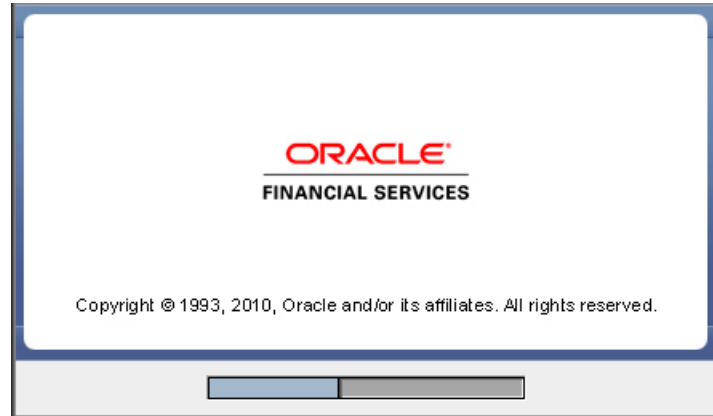 ORACLE®
FINANCIAL SERVICES
Copyright © 1993, 2010, Oracle and/or its affiliates. All rights reserved.